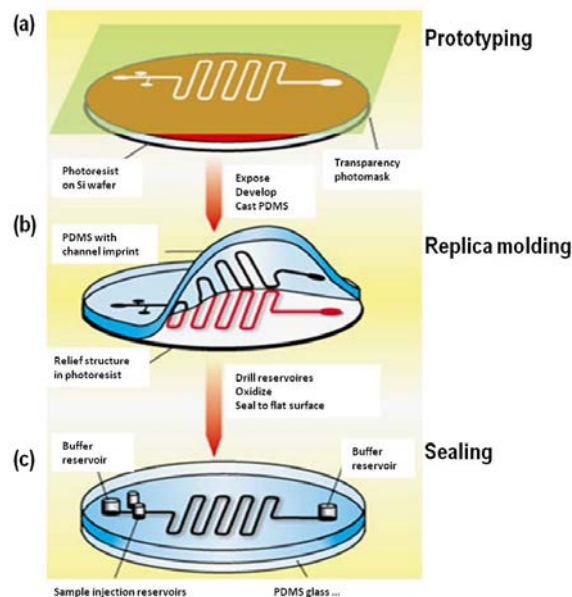 (a)
Prototyping
Photoresist
on Si wafer
Transparency
photomask
Expose
Develop
Cast PDMS
(b)
PDMS with
channel imprint
Replica molding
Relief structure
in photoresist
Drill reservoires
Oxidize
Seal to flat surface
(c)
Buffer
reservoir
Buffer
reservoir
Sealing
Sample injection reservoirs
PDMS glass ...